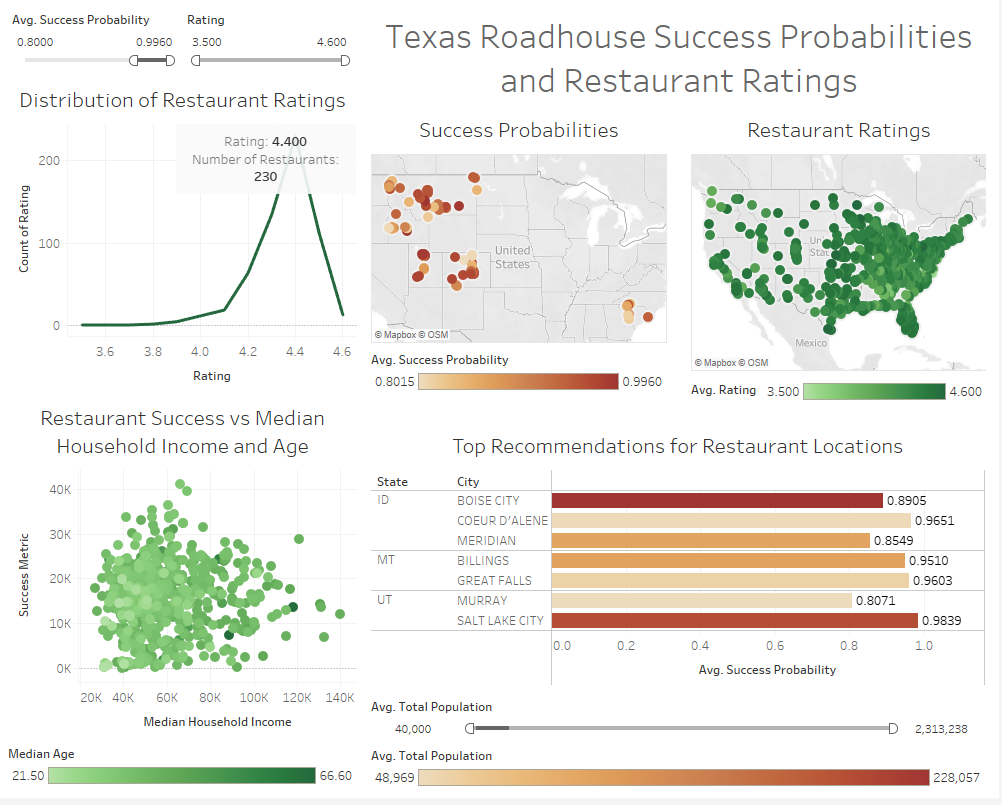 Avg. Success Probability
0.8000
0.9960
Rating
3.500
4.600
Texas Roadhouse Success Probabilities
and Restaurant Ratings
Distribution of Restaurant Ratings
Rating: 4.400
Number of Restaurants:
230
Count of Rating
200
100
0
3.6
3.8
4.0
4.2
4.4
4.6
Rating
Success Probabilities
United
States
© Mapbox © OSM
Avg. Success Probability
0.8015
0.9960
Restaurant Ratings
Mexico
© Mapbox © OSM
Avg. Rating
3.500
4.600
Restaurant Success vs Median
Household Income and Age
Success Metric
40K
30K
20K
10K
0K
20K
40K
60K
80K
100K
120K
140K
Median Household Income
Median Age
21.50
66.60
Top Recommendations for Restaurant Locations
State
City
ID
BOISE CITY
0.8905
COEUR D'ALENE
0.9651
MERIDIAN
0.8549
MT
BILLINGS
0.9510
GREAT FALLS
0.9603
UT
MURRAY
0.8071
SALT LAKE CITY
0.9839
0.0
0.2
0.4
0.6
0.8
1.0
Avg. Success Probability
Avg. Total Population
40,000
2,313,238
Avg. Total Population
48,969
228,057